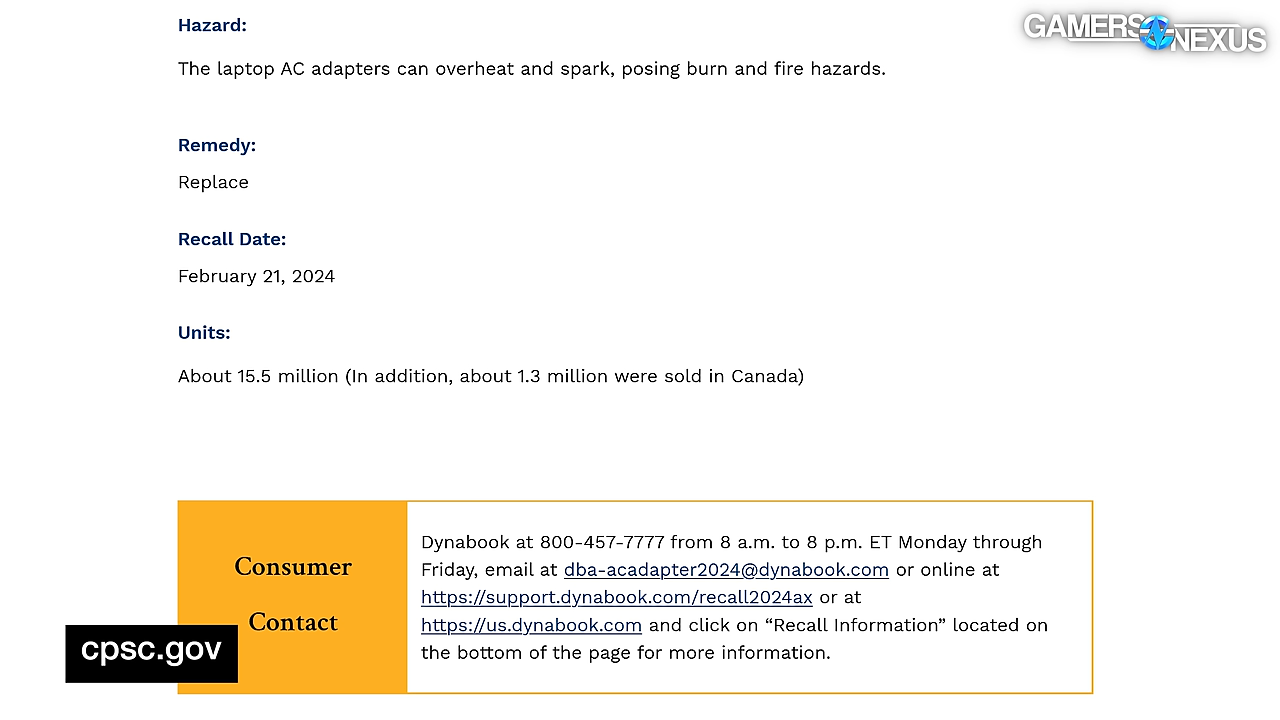 GAMERS NEXUS
Hazard:
The laptop AC adapters can overheat and spark, posing burn and fire hazards.
Remedy:
Replace
Recall Date:
February 21, 2024
Units:
About 15.5 million (In addition, about 1.3 million were sold in Canada)
Consumer
Contact
Dynabook at 800-457-7777 from 8 a.m. to 8 p.m. ET Monday through
Friday, email at dba-acadapter2024@dynabook.com or online at
https://support.dynabook.com/recall2024ax or at
https://us.dynabook.com and click on “Recall Information” located on
the bottom of the page for more information.
cpsc.gov